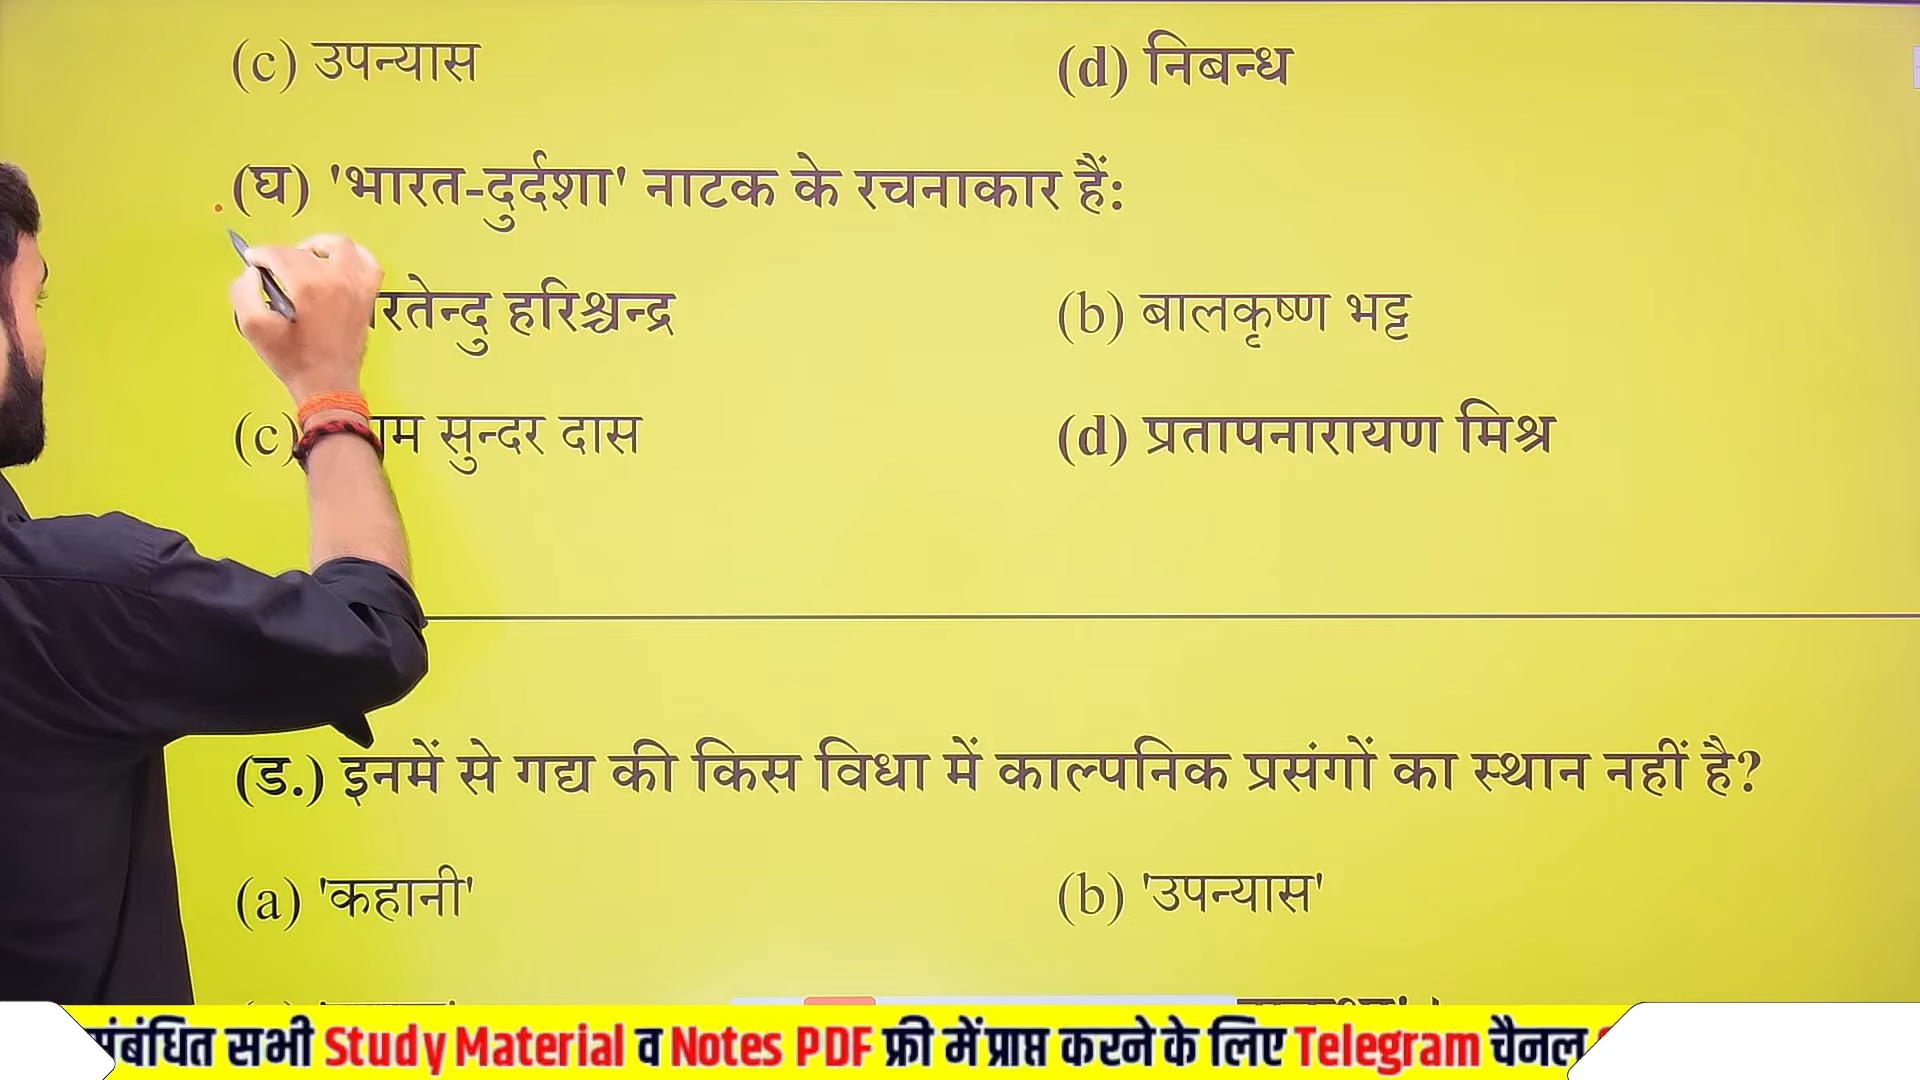 (c) उपन्यास (d) निबन्ध
(घ) 'भारत-दुर्दशा' नाटक के रचनाकार हैं:
हरिश्चन्द्र (b) बालकृष्ण भट्ट
(c) सुन्दर दास (d) प्रतापनारायण मिश्र
(ड.) इनमें से गद्य की किस विधा में काल्पनिक प्रसंगों का स्थान नहीं है?
(a) 'कहानी' (b) 'उपन्यास'
सभी Study Material व Notes PDF फ्री में प्राप्त करने के लिए Telegram चैनल